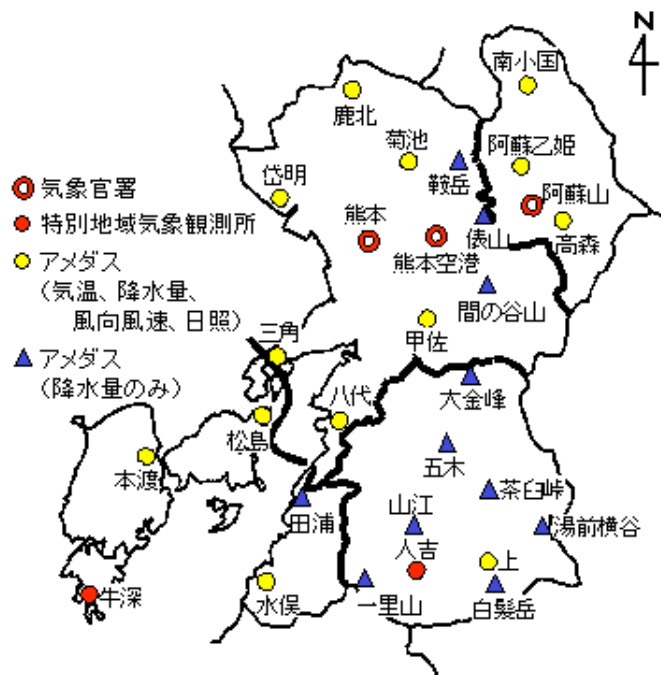 N
南小国
鹿北
菊池
阿蘇乙姫
鞍岳
岱明
気象官署
阿蘇山
熊本
特別地域気象観測所
俵山
高森
熊本空港
アメダス
(気温、降水量、
風向風速、日照)
間の谷山
三角
甲佐
アメダス
(降水量のみ)
八代
大金峰
松島
五木
本渡
茶臼峠
田浦
山江
湯前横谷
人吉
上
牛深
水俣
一里山
白髪岳